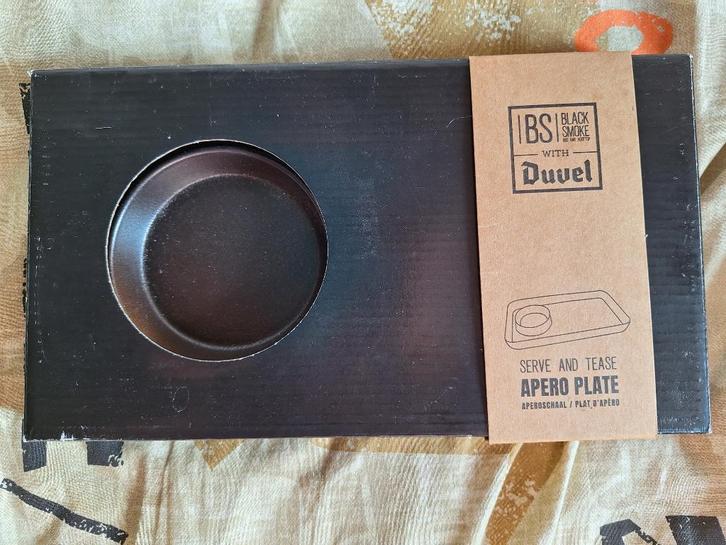 BS BLACK
SMOKE
WITH
Duvel
SERVE AND TEASE
APERO PLATE
APEROSCHAAL / PLAT D'APÉRO